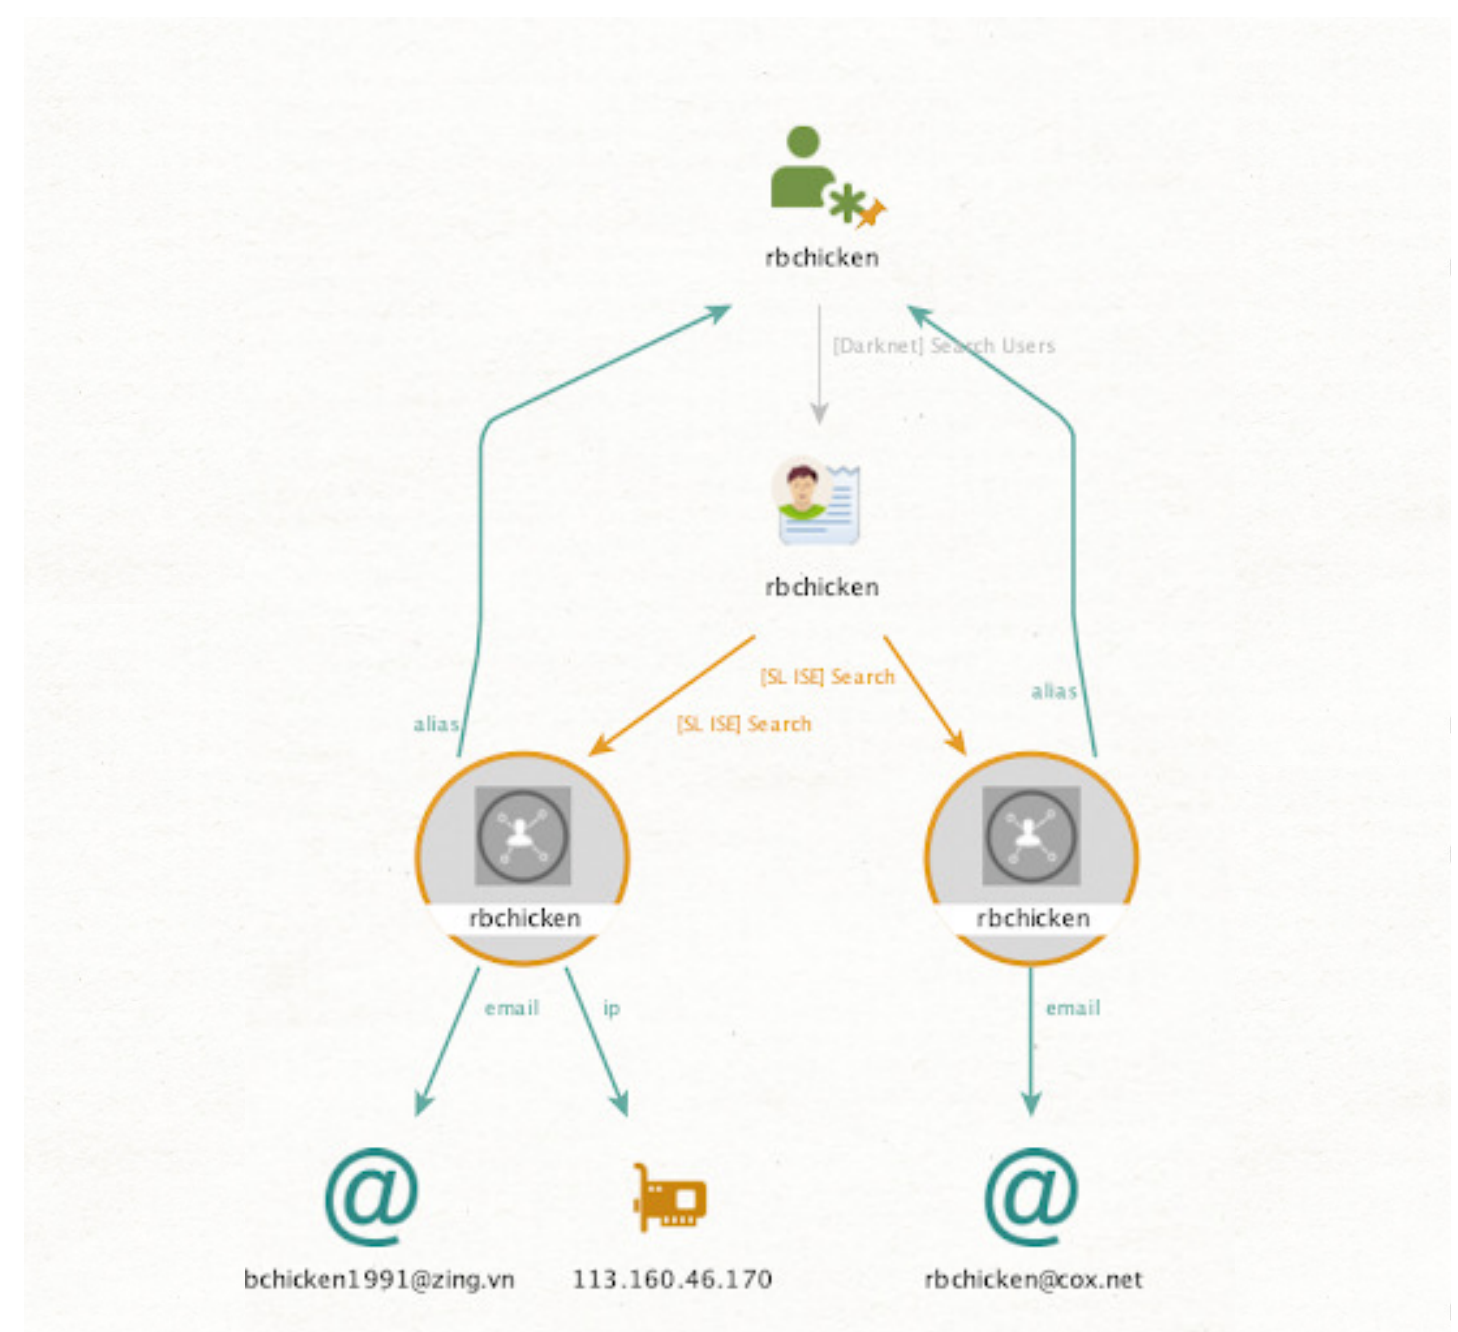 rbchicken
[Darknet] Search Users
rbchicken
[SL ISE] Search
alias
[SL ISE] Search
alias
rbchicken
rbchicken
email
ip
email
bchicken1991@zing.vn
113.160.46.170
rbchicken@cox.net